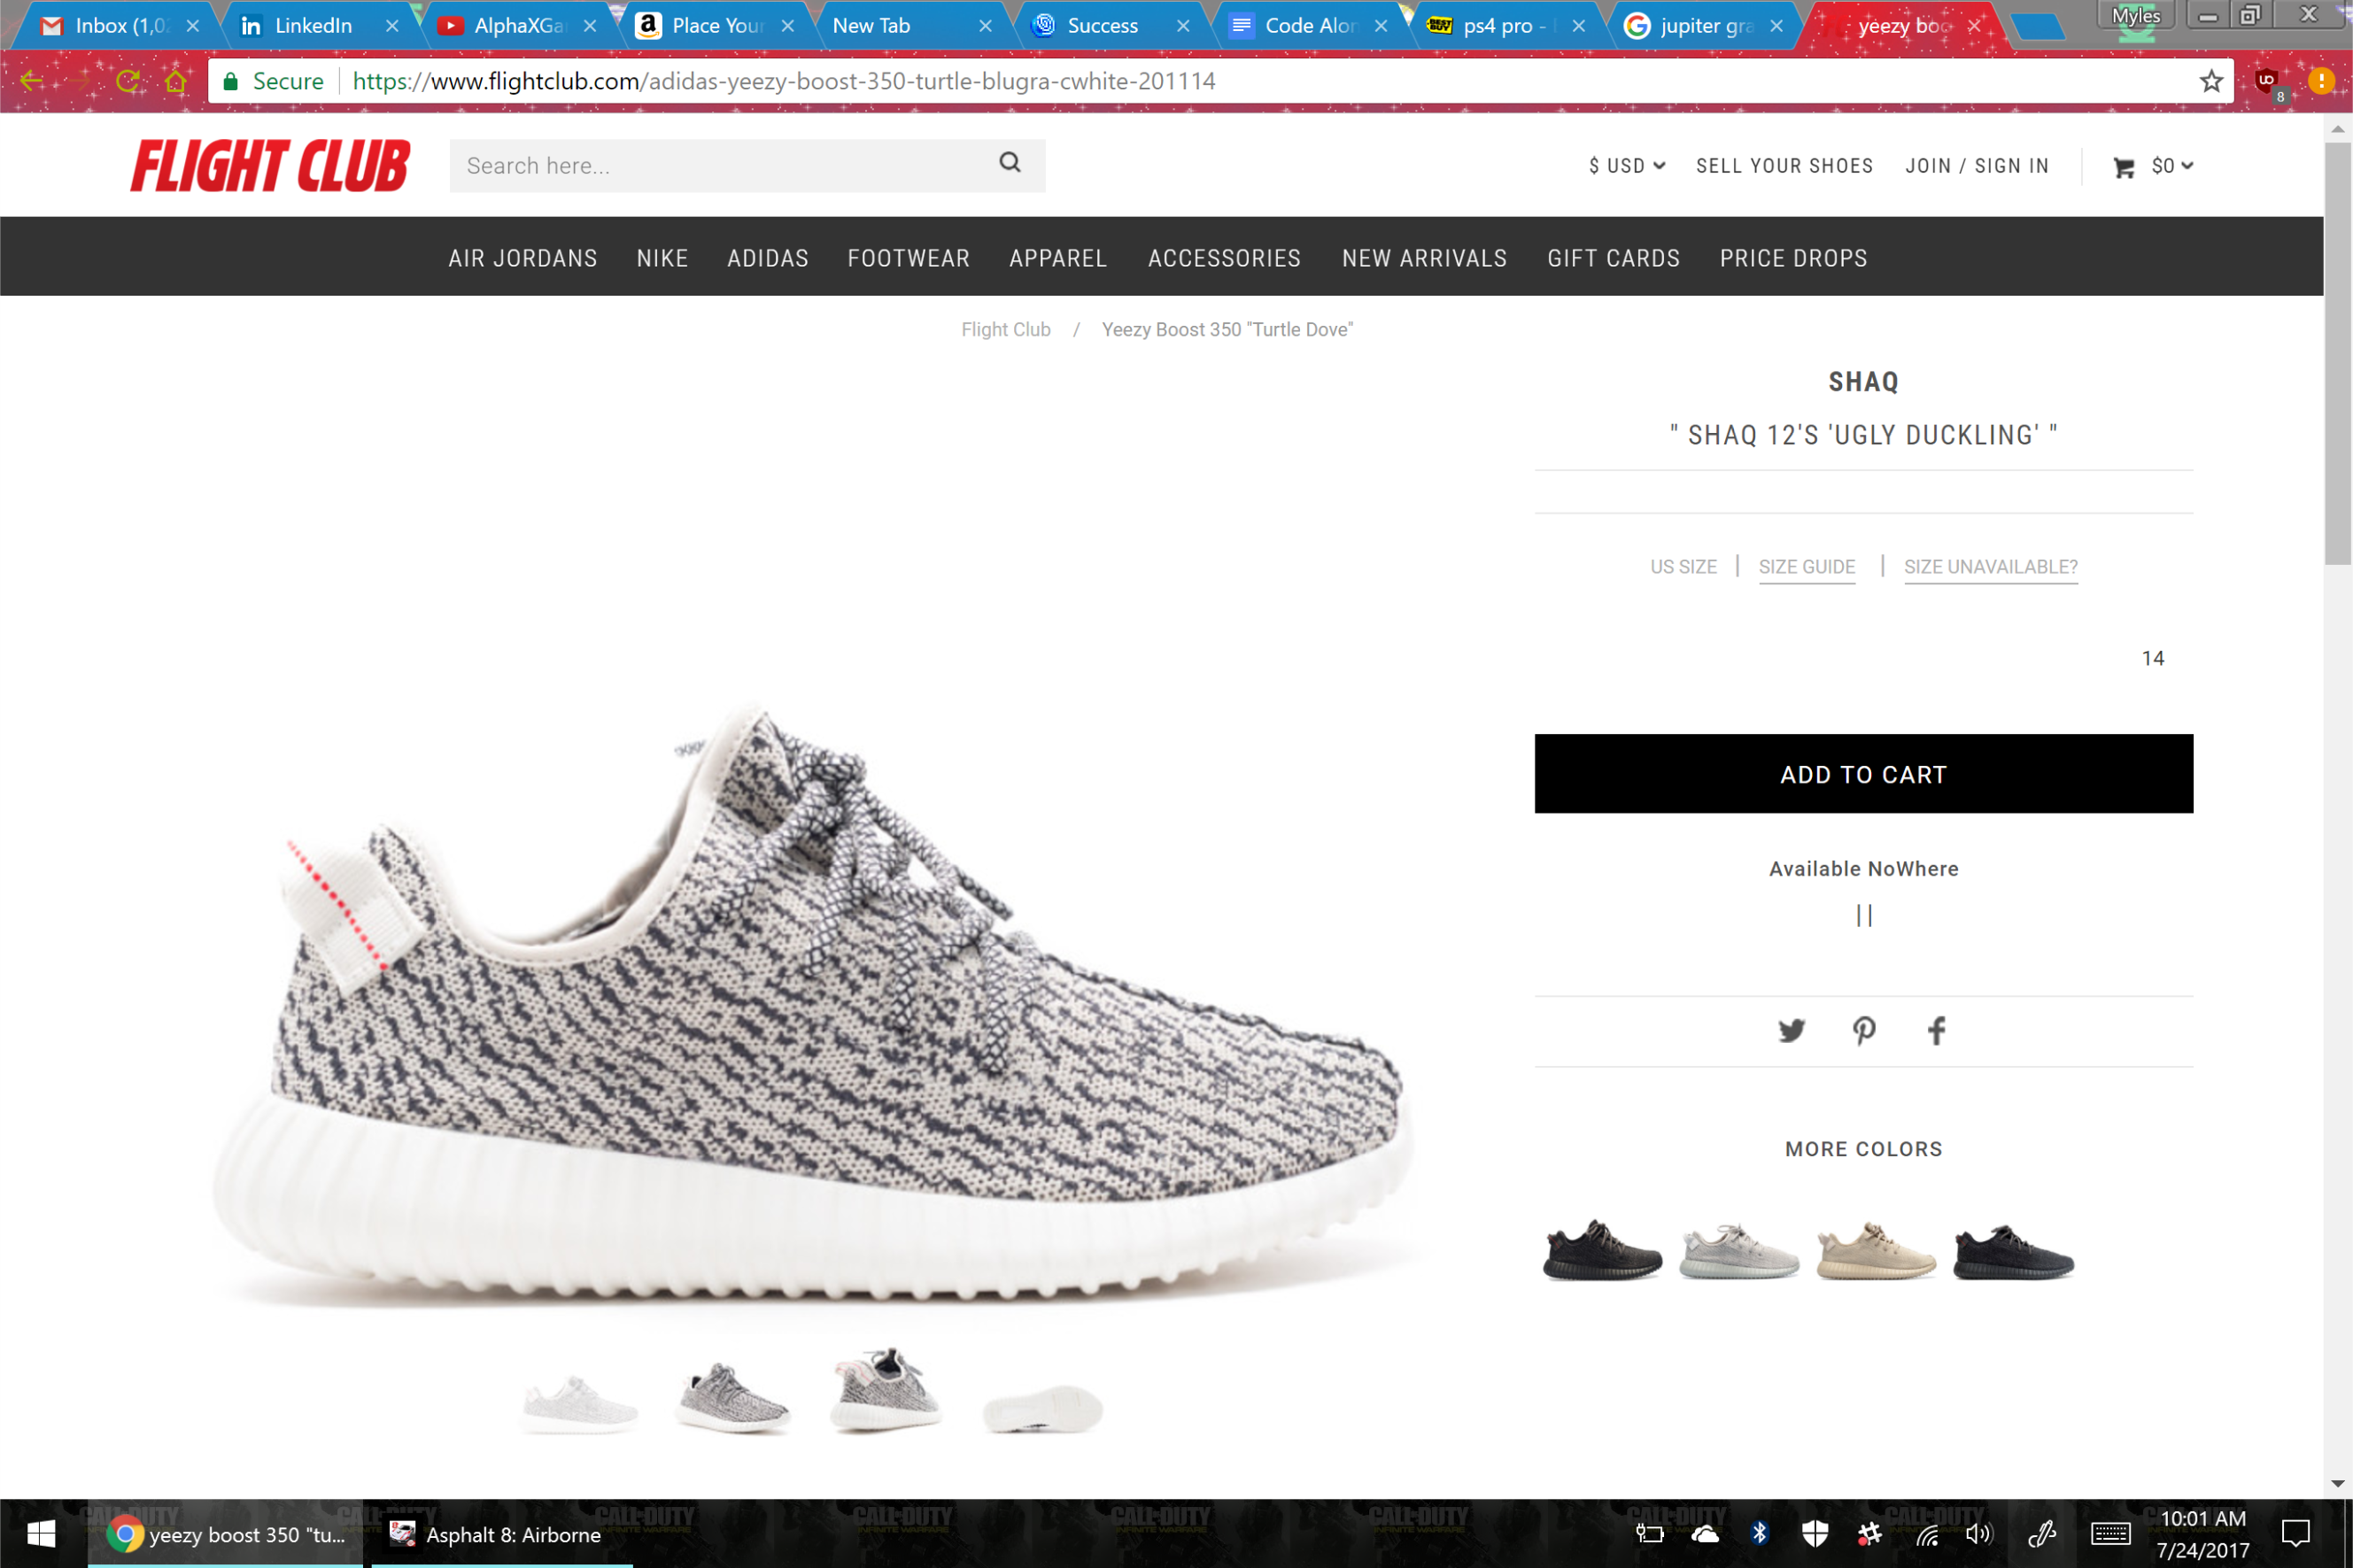 Inbox (1,0 LinkedIn AlphaXGa Place Your New Tab Success Code Alon ps4 pro - jupiter gra yeezy boo Myles
Secure https://www.flightclub.com/adidas-yeezy-boost-350-turtle-blugra-cwhite-201114 UD 8
FLIGHT CLUB Search here... $ USD SELL YOUR SHOES JOIN / SIGN IN $0
AIR JORDANS NIKE ADIDAS FOOTWEAR APPAREL ACCESSORIES NEW ARRIVALS GIFT CARDS PRICE DROPS
Flight Club / Yeezy Boost 350 "Turtle Dove"
SHAQ
" SHAQ 12'S 'UGLY DUCKLING' "
US SIZE | SIZE GUIDE | SIZE UNAVAILABLE?
14
ADD TO CART
Available NoWhere
||
MORE COLORS
yeezy boost 350 "tu... Asphalt 8: Airborne 10:01 AM
7/24/2017